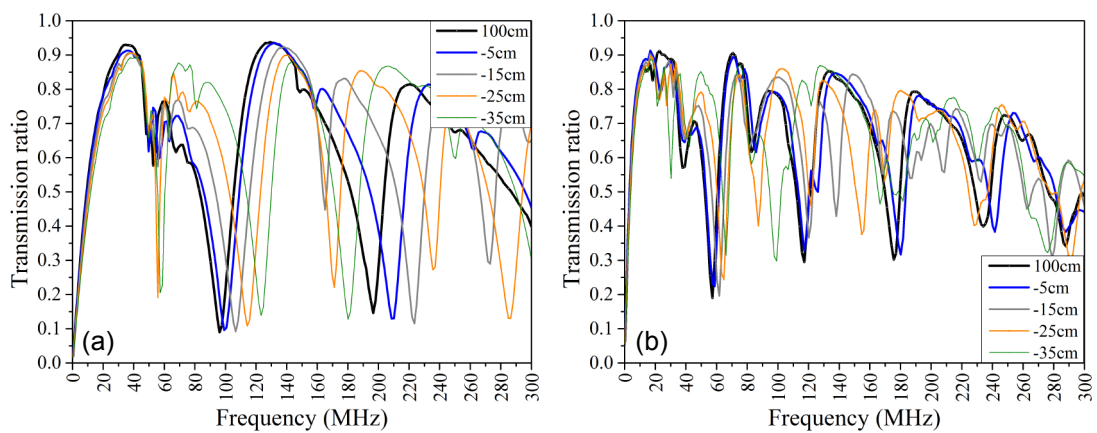 (a)
1.0
0.9
0.8
0.7
0.6
0.5
0.4
0.3
0.2
0.1
0.0
Transmission ratio
0 20 40 60 80 100 120 140 160 180 200 220 240 260 280 300
Frequency (MHz)
100cm
-5cm
-15cm
-25cm
-35cm
(b)
1.0
0.9
0.8
0.7
0.6
0.5
0.4
0.3
0.2
0.1
0.0
Transmission ratio
0 20 40 60 80 100 120 140 160 180 200 220 240 260 280 300
Frequency (MHz)
100cm
-5cm
-15cm
-25cm
-35cm